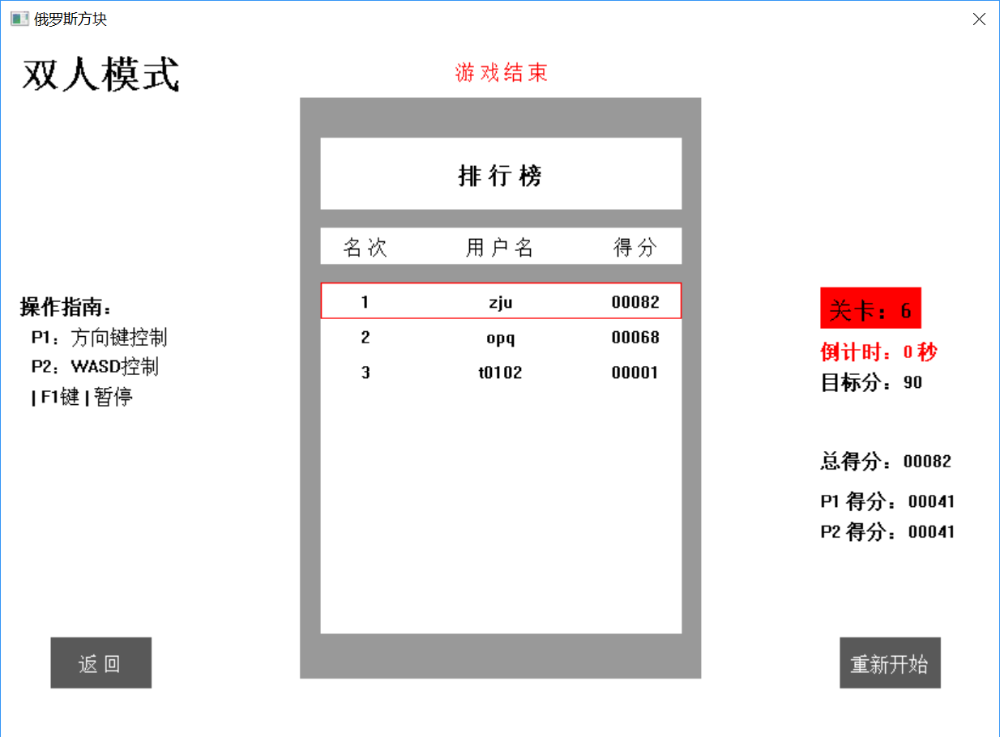 俄罗斯方块
双人模式
游戏结束
排行榜
名次 用户名 得分
1 zju 00082
2 opq 00068
3 t0102 00001
操作指南：
P1：方向键控制
P2：WASD控制
| F1键 | 暂停
关卡：6
倒计时：0 秒
目标分：90
总得分：00082
P1 得分：00041
P2 得分：00041
返回
重新开始